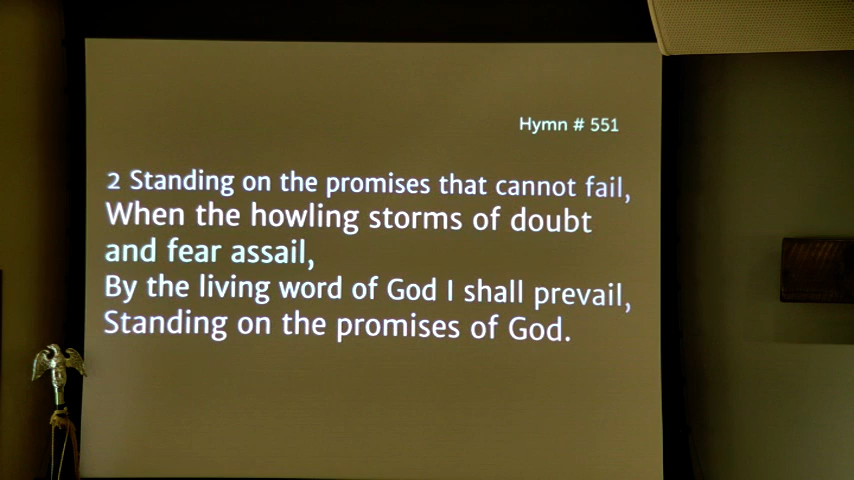 Hymn # 551
2 Standing on the promises that cannot fail,
When the howling storms of doubt
and fear assail,
By the living word of God I shall prevail,
Standing on the promises of God.